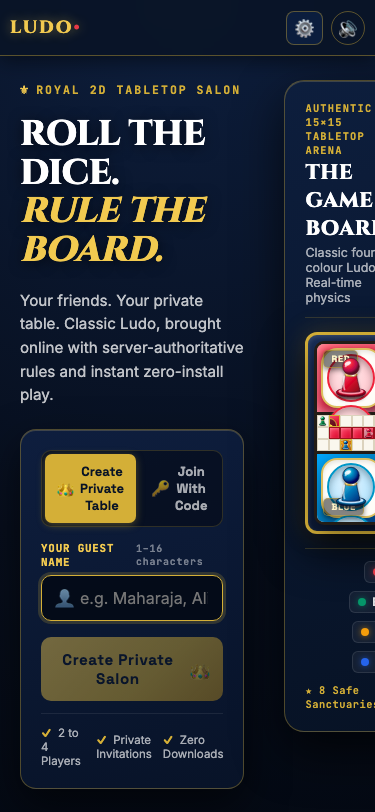 LUDO
ROYAL 2D TABLETOP SALON
ROLL THE
DICE.
RULE THE
BOARD.
Your friends. Your private
table. Classic Ludo, brought
online with server-authoritative
rules and instant zero-install
play.
Create
Private
Table
Join
With
Code
YOUR GUEST
NAME
1–16
characters
e.g. Maharaja, Al
Create Private
Salon
2 to
4
Players
Private
Invitations
Zero
Downloads
AUTHENTIC
15×15
TABLETOP
ARENA
THE
GAME
BOAR
Classic four
colour Ludo
Real-time
physics
RED
BLUE
★ 8 Safe
Sanctuaries